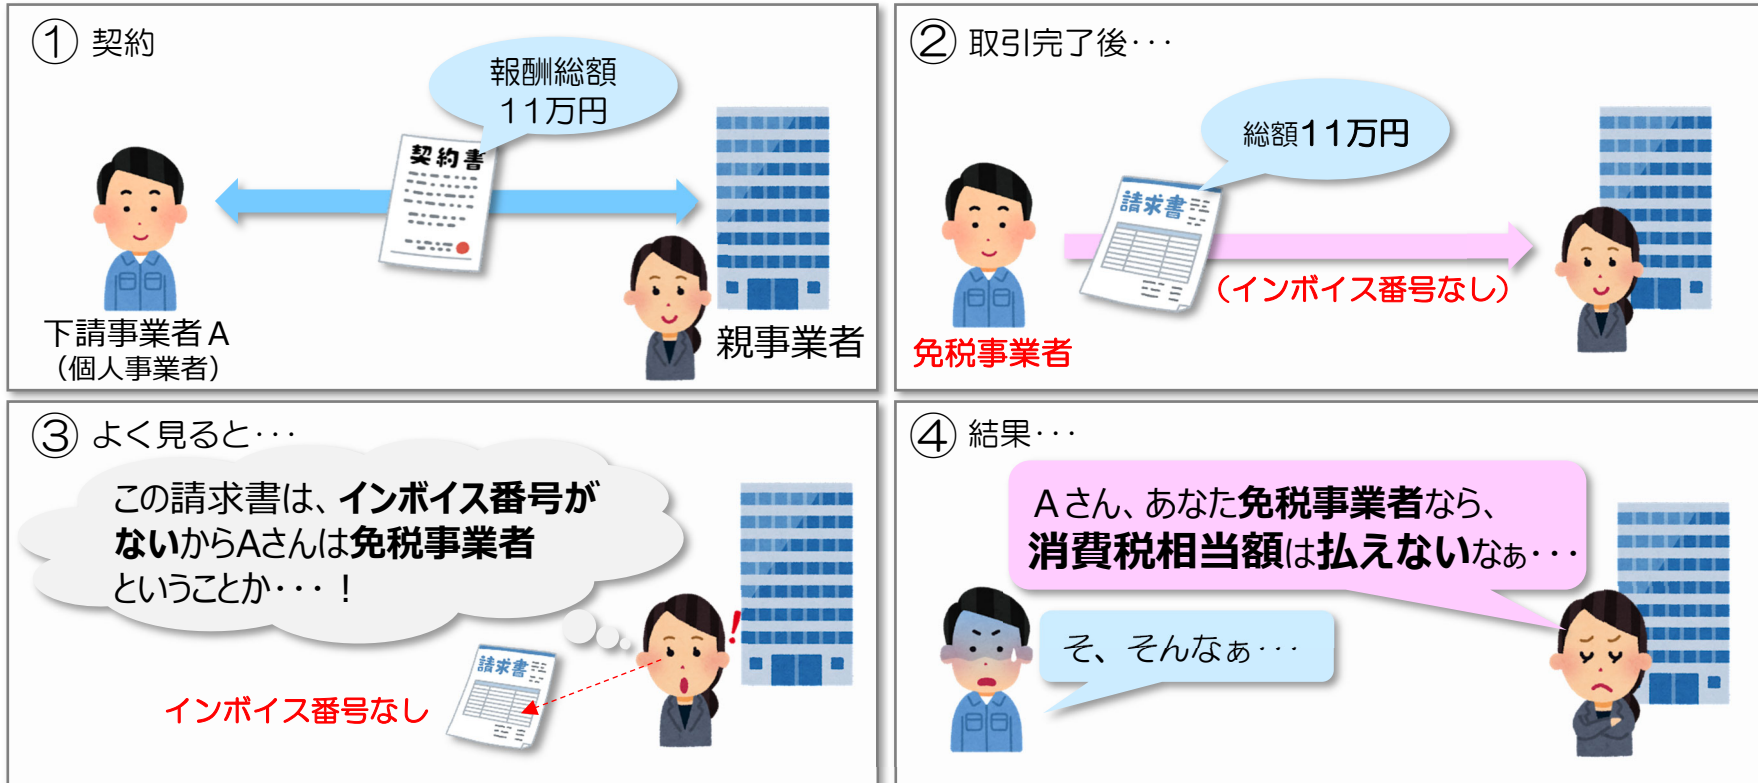 ① 契約
報酬総額
11万円
契約書
下請事業者A
（個人事業者）
親事業者
② 取引完了後･･･
総額11万円
請求書
（インボイス番号なし）
免税事業者
③ よく見ると･･･
この請求書は、インボイス番号が
ないからAさんは免税事業者
ということか･･･！
！
請求書
インボイス番号なし
④ 結果･･･
Aさん、あなた免税事業者なら、
消費税相当額は払えないなぁ･･･
そ、そんなぁ･･･